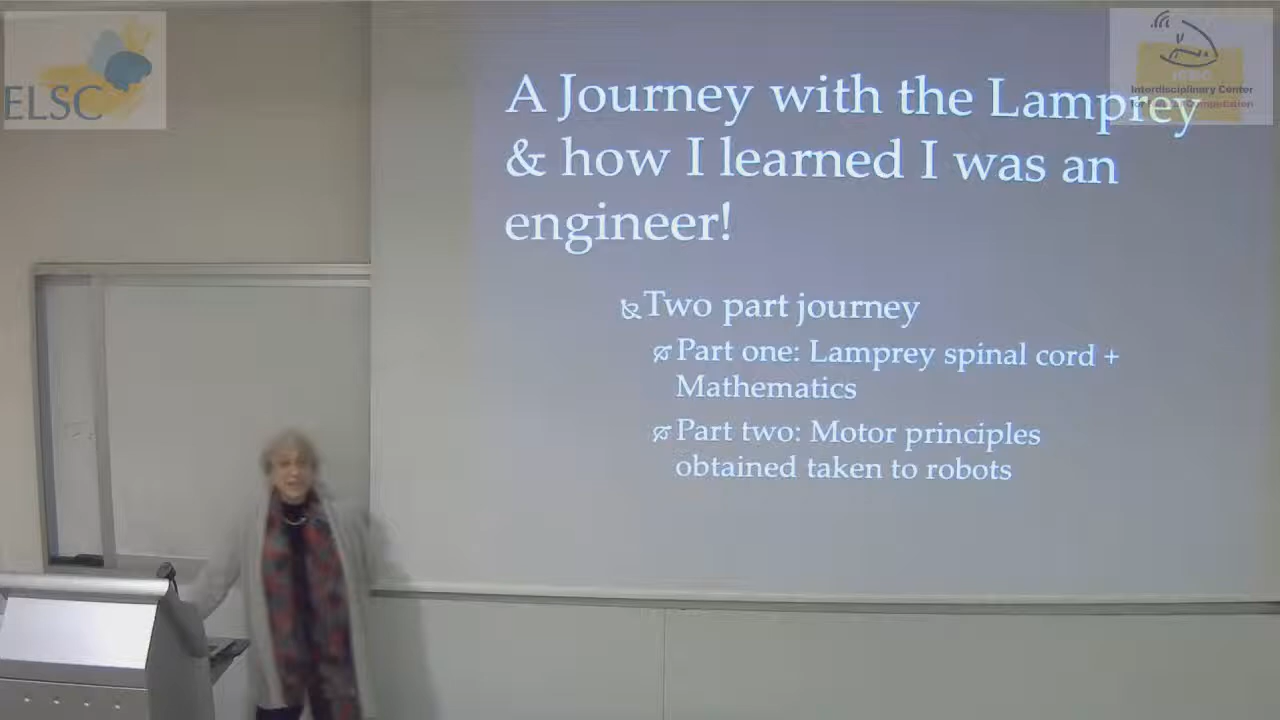 ELSC
Interdisciplinary Center
A Journey with the Lamprey
& how I learned I was an
engineer!
Two part journey
Part one: Lamprey spinal cord +
Mathematics
Part two: Motor principles
obtained taken to robots